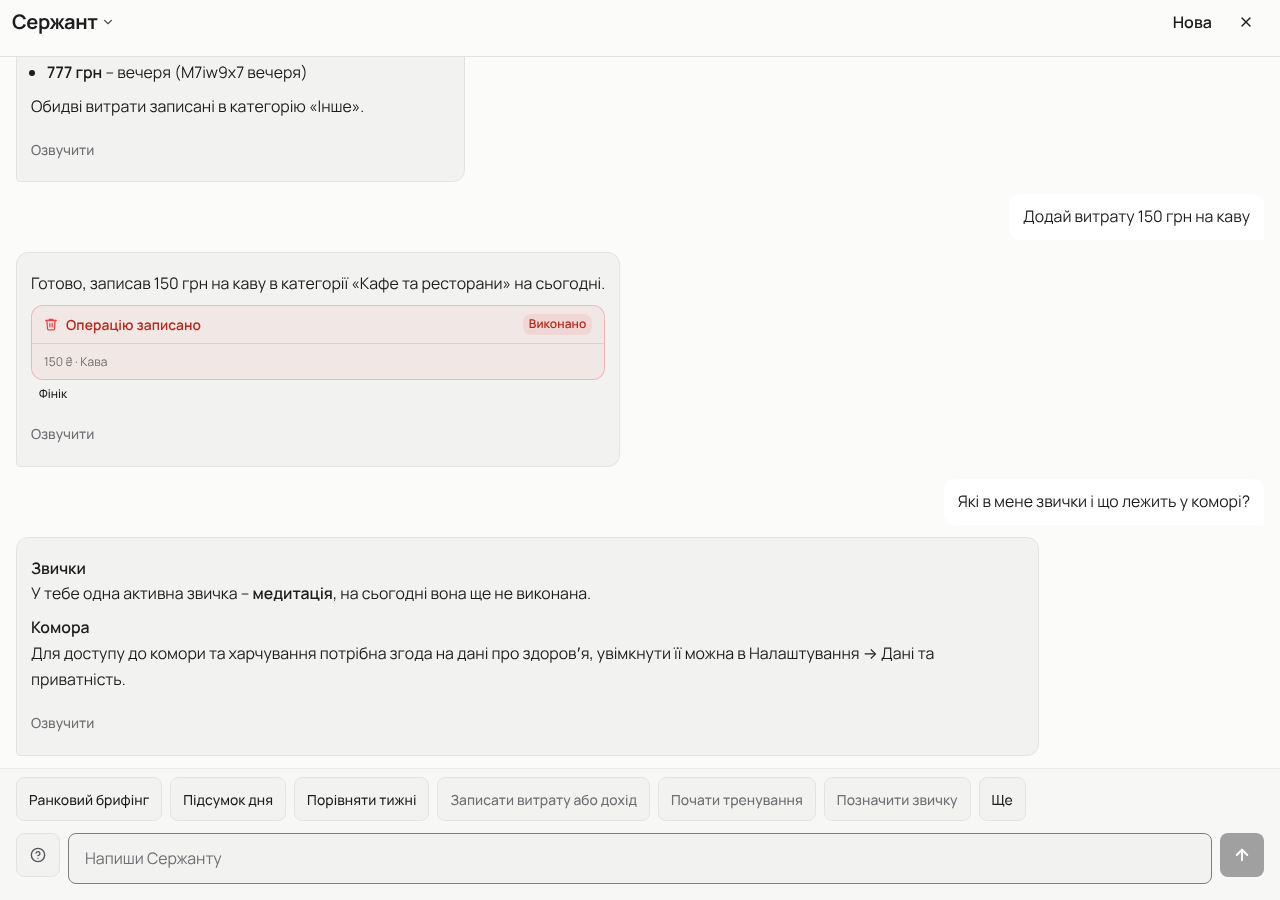 Сержант
Нова
777 грн – вечеря (M7iw9x7 вечеря)
Обидві витрати записані в категорію «Інше».
Озвучити
Додай витрату 150 грн на каву
Готово, записав 150 грн на каву в категорії «Кафе та ресторани» на сьогодні.
Операцію записано
Виконано
150 ₴ · Кава
Фінік
Озвучити
Які в мене звички і що лежить у коморі?
Звички
У тебе одна активна звичка – медитація, на сьогодні вона ще не виконана.
Комора
Для доступу до комори та харчування потрібна згода на дані про здоров'я, увімкнути її можна в Налаштування → Дані та
приватність.
Озвучити
Ранковий брифінг
Підсумок дня
Порівняти тижні
Записати витрату або дохід
Почати тренування
Позначити звичку
Ще
Напиши Сержанту